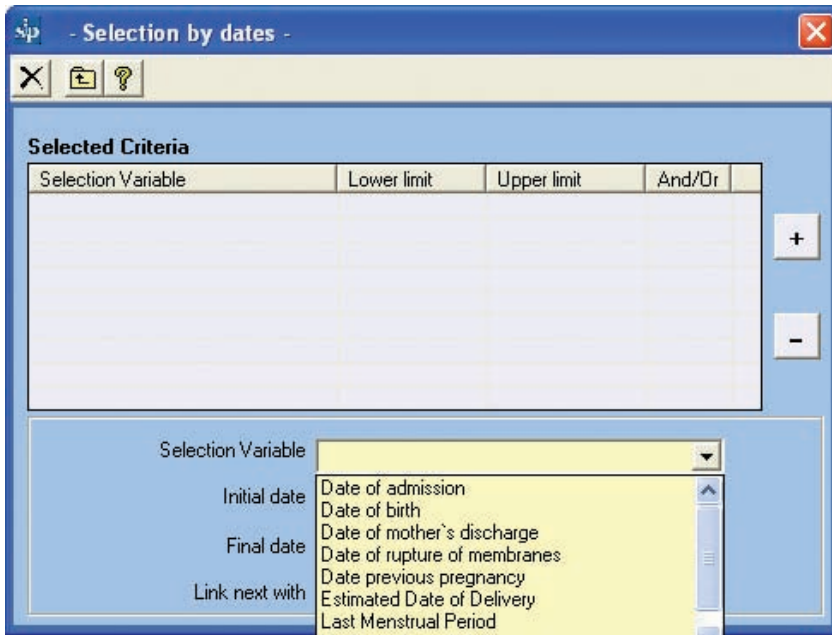 sip - Selection by dates -
Selected Criteria
Selection Variable Lower limit Upper limit And/Or
+
-
Selection Variable
Initial date
Final date
Link next with
Date of admission
Date of birth
Date of mother`s discharge
Date of rupture of membranes
Date previous pregnancy
Estimated Date of Delivery
Last Menstrual Period